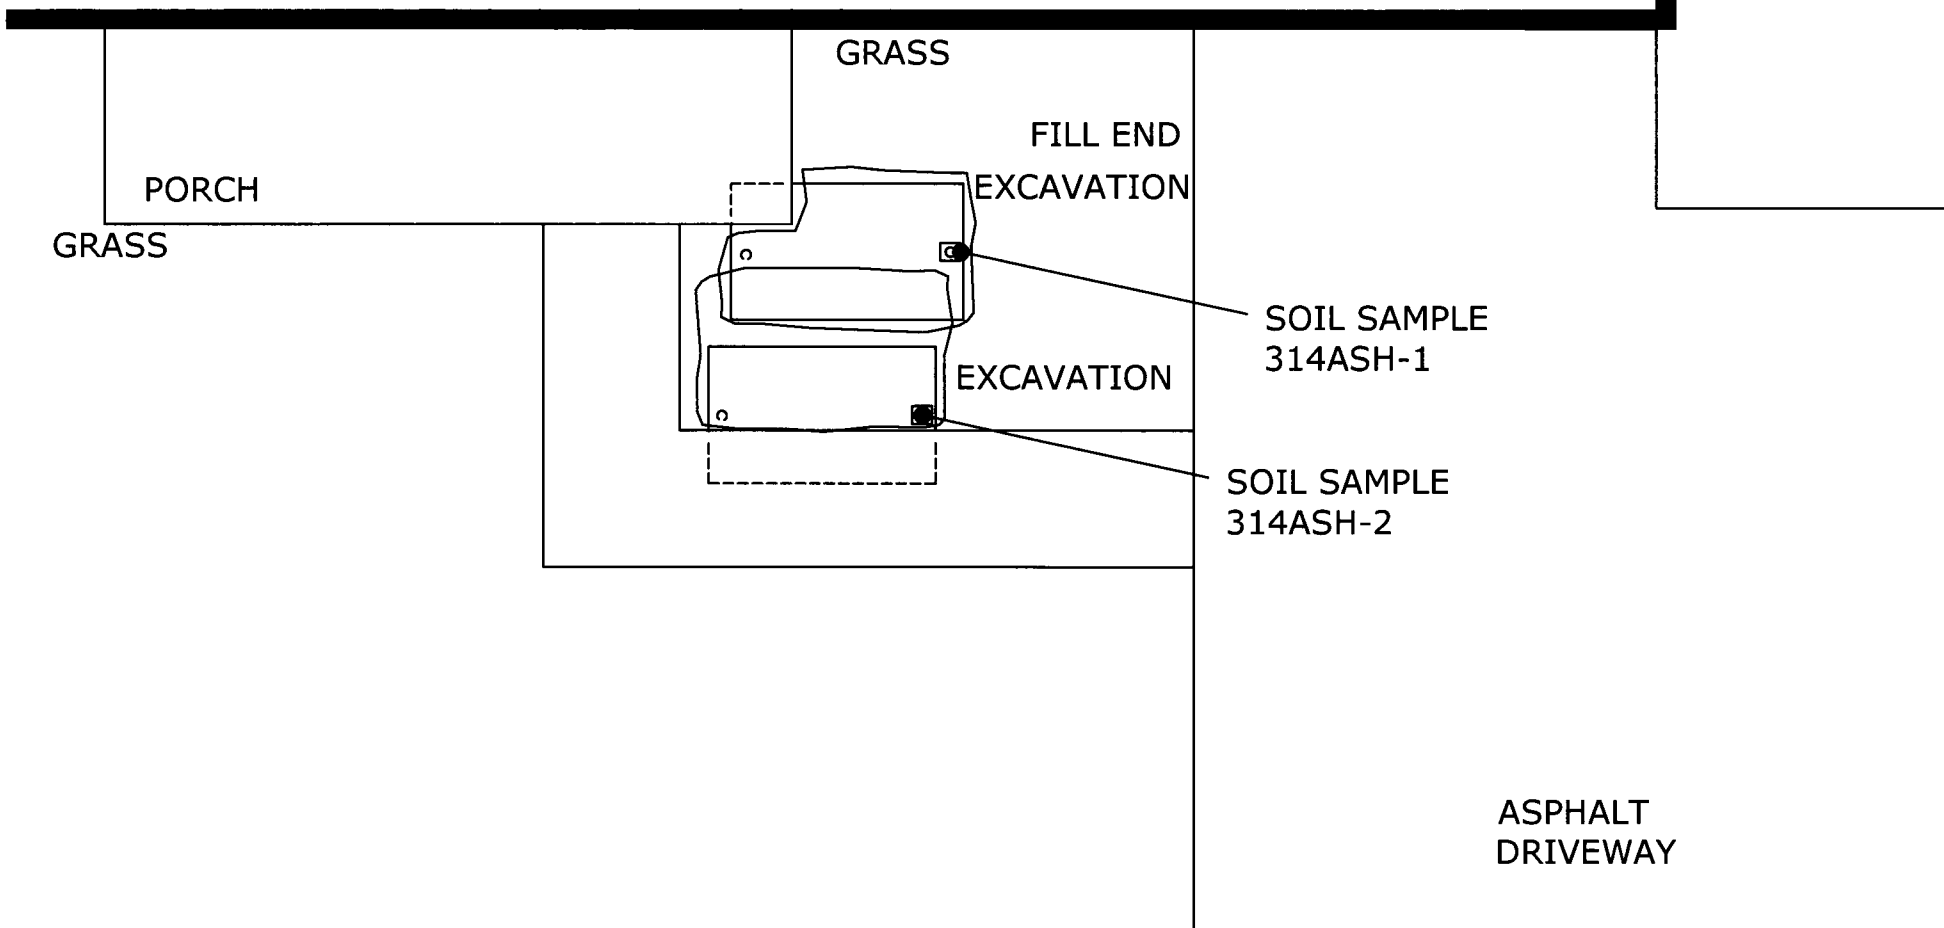 GRASS
FILL END
EXCAVATION
PORCH
GRASS
SOIL SAMPLE
314ASH-1
EXCAVATION
SOIL SAMPLE
314ASH-2
ASPHALT
DRIVEWAY